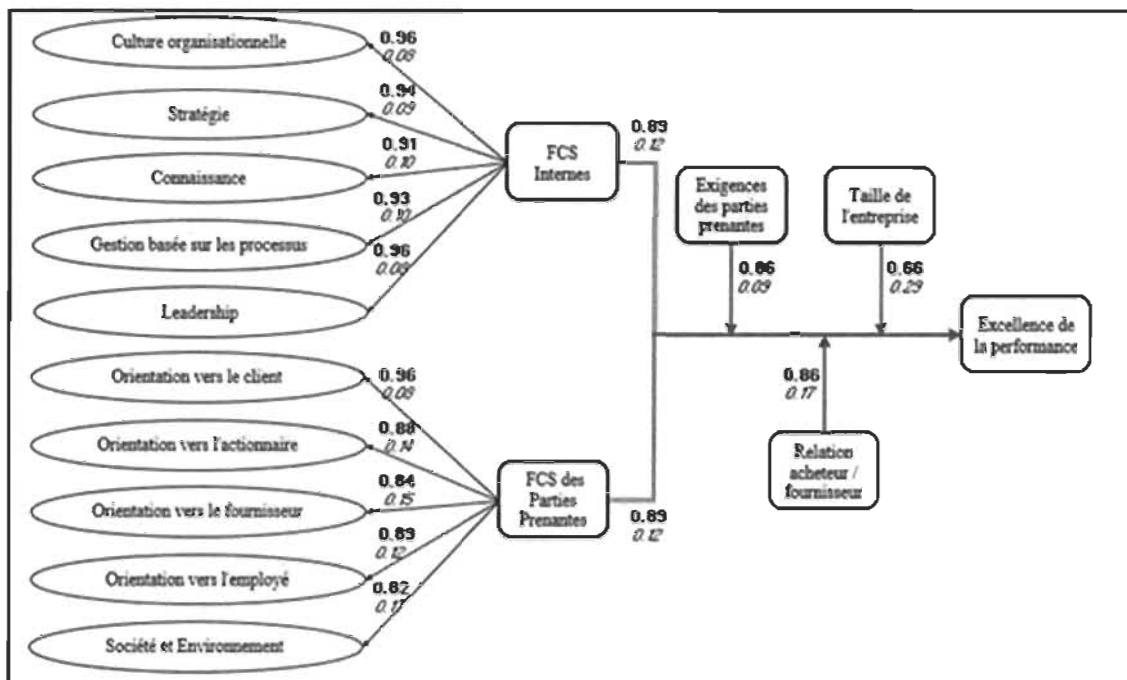 Culture organisationnelle
0.96
0.08
Stratégie
0.94
0.09
Connaissance
0.91
0.10
Gestion basée sur les processus
0.93
0.10
Leadership
0.96
0.08
FCS
Internes
0.89
0.12
Exigences
des parties
prenantes
0.86
0.09
Taille de
l'entreprise
0.66
0.29
Excellence de
la performance
0.86
0.17
Relation
acheteur /
fournisseur
Orientation vers le client
0.96
0.08
Orientation vers l'actionnaire
0.88
0.14
Orientation vers le fournisseur
0.84
0.15
Orientation vers l'employé
0.89
0.12
Société et Environnement
0.82
FCS des
Parties
Prenantes
0.89
0.12